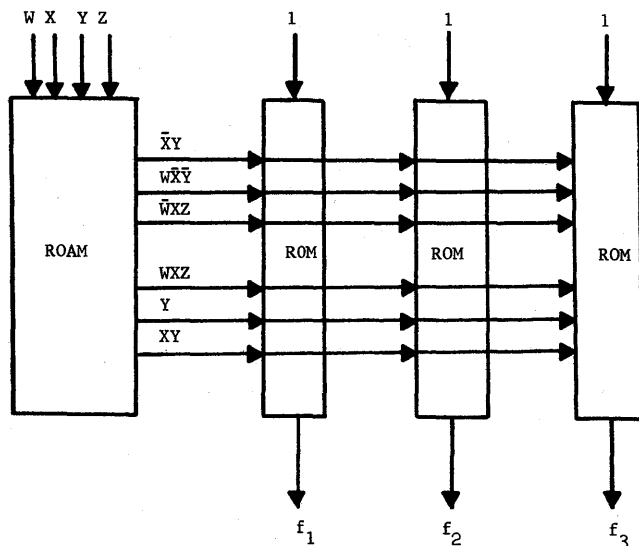 W X Y Z
1
1
1
X̄Y
WX̄Ȳ
W̄XZ
ROAM
ROM
ROM
ROM
WXZ
Y
XY
f₁
f₂
f₃